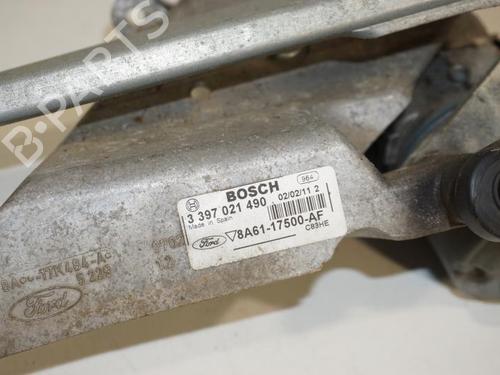 B-PARTS
BOSCH
964
3 397 021 490
02/02/11 2
Made in Spain
Ford
8A61-17500-AF
C83HE
Ford